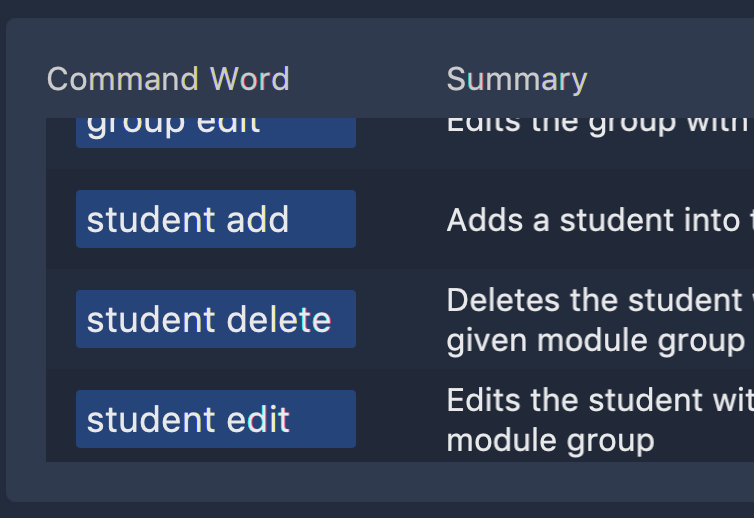 Command Word Summary
group edit Edits the group with
student add Adds a student into
student delete Deletes the student
given module group
student edit Edits the student wit
module group